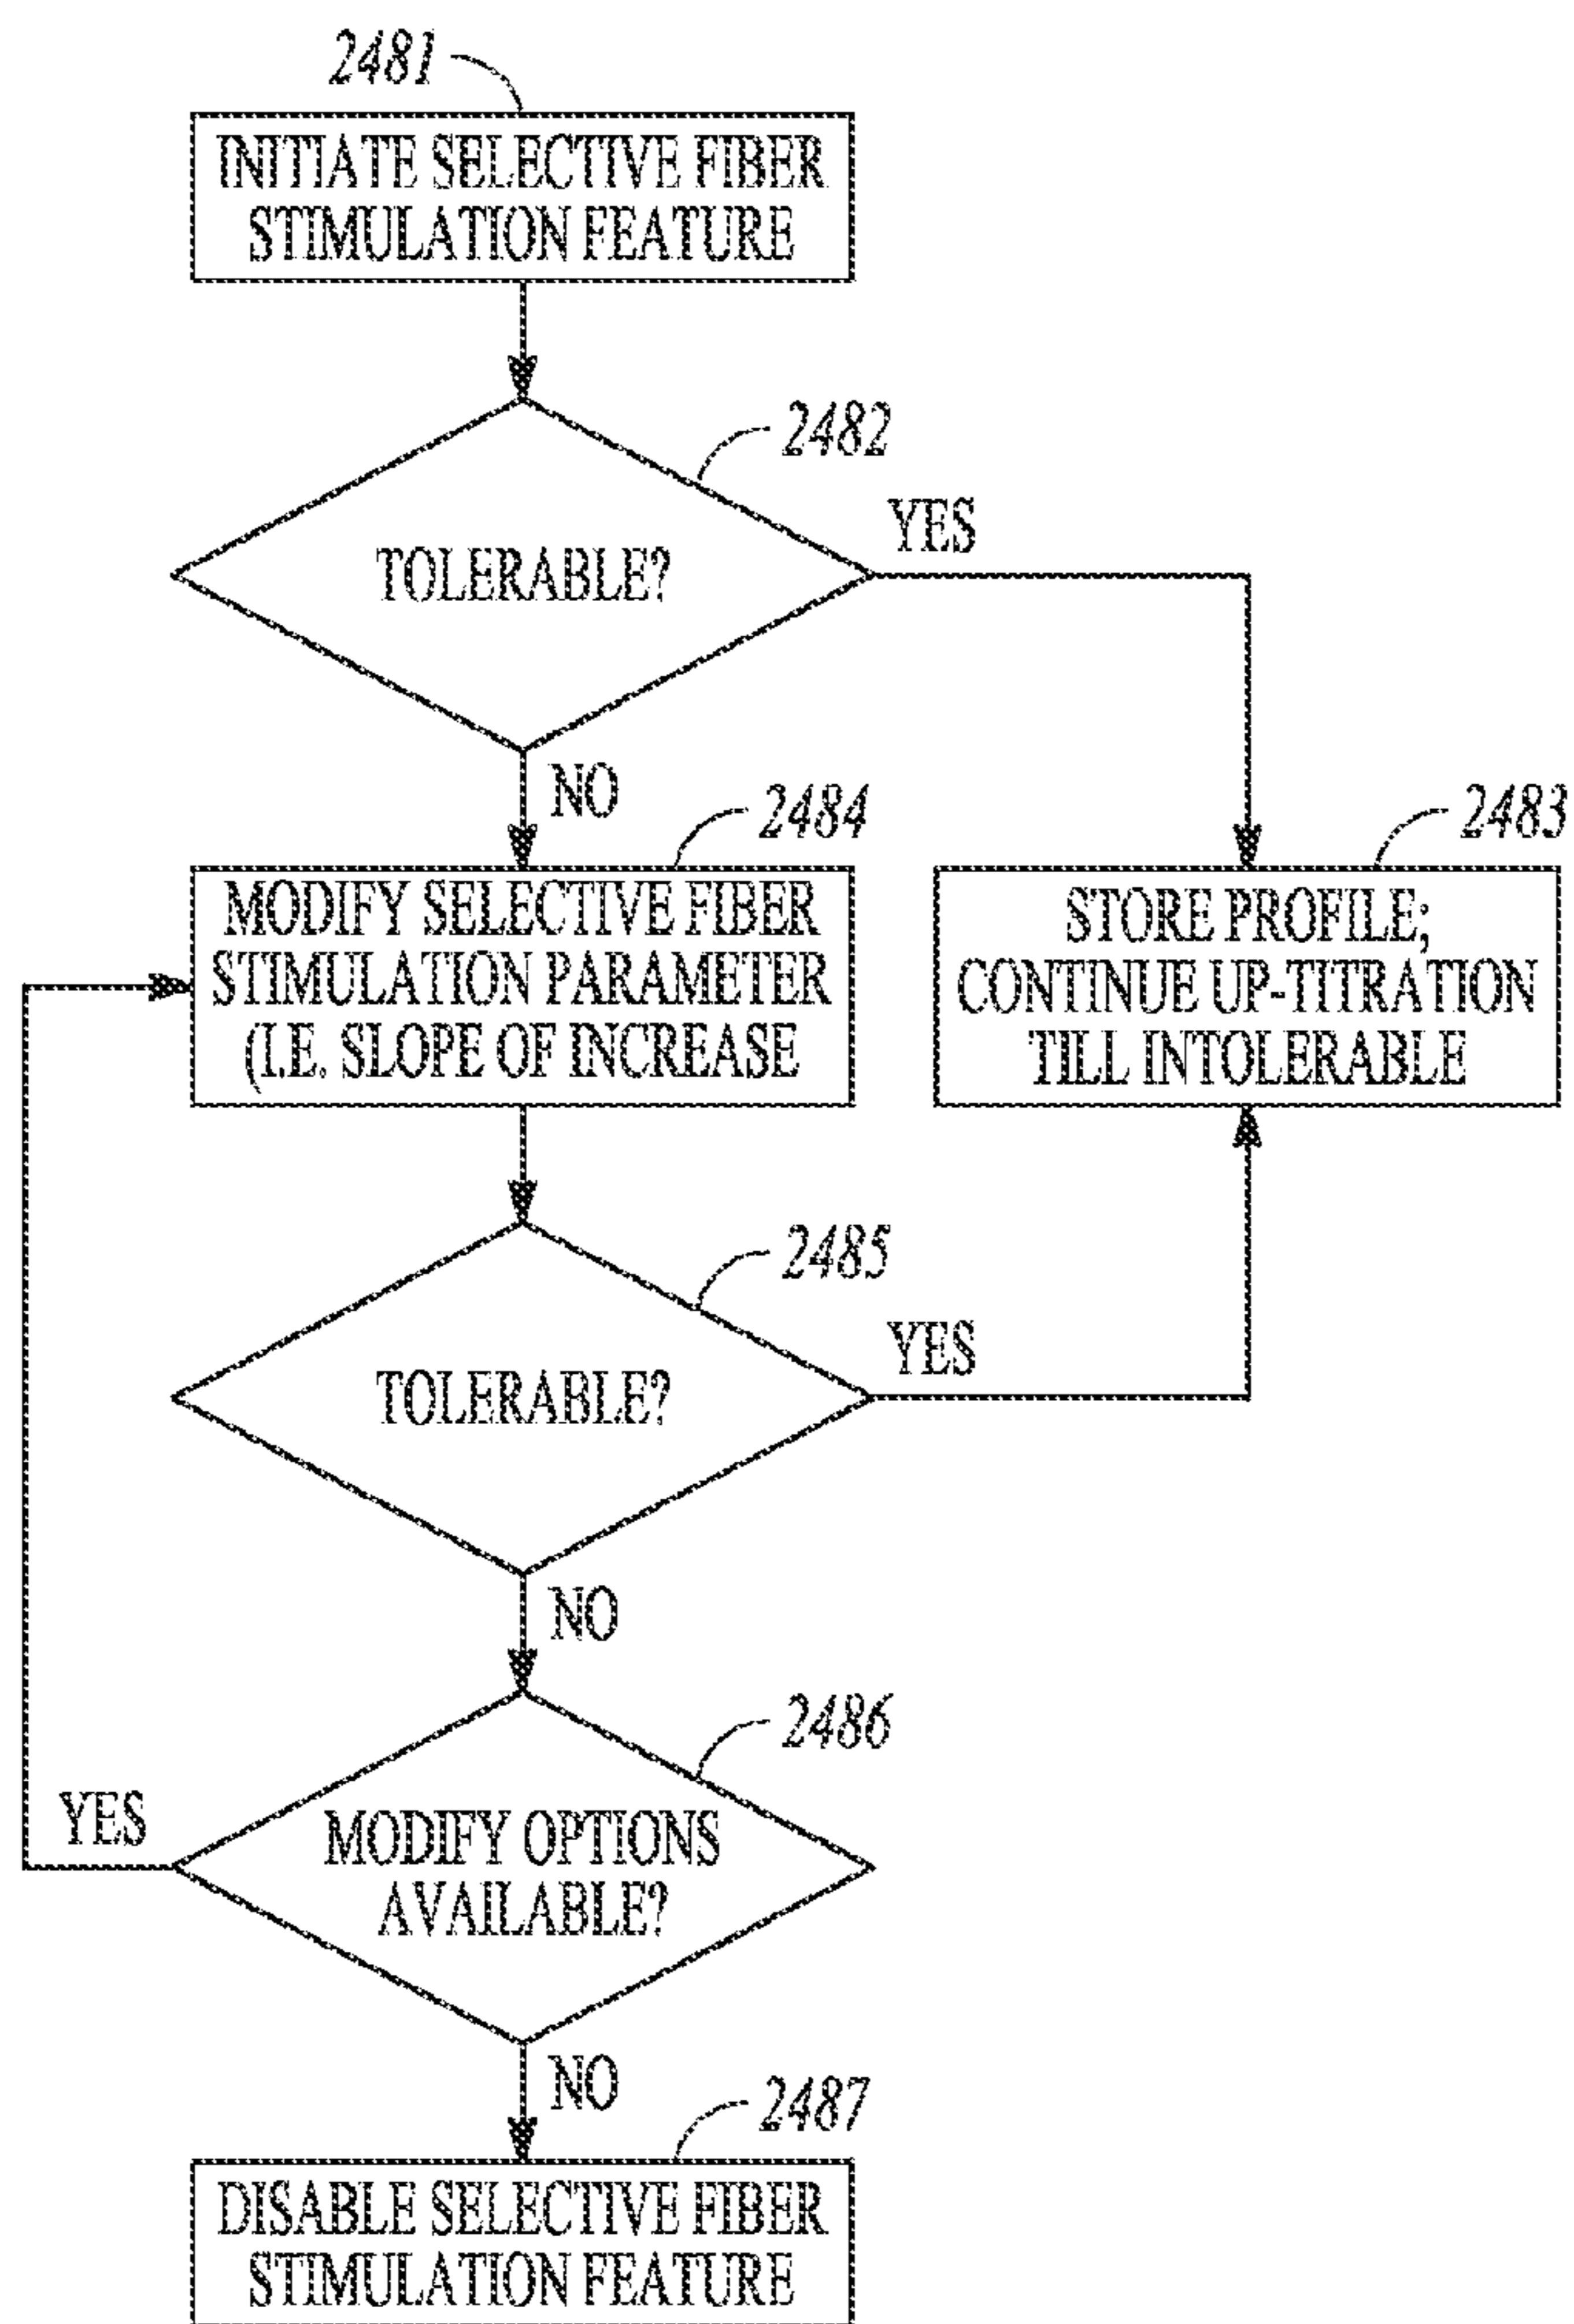 2481
INITIATE SELECTIVE FIBER
STIMULATION FEATURE
2482
TOLERABLE?
YES
NO
2484
MODIFY SELECTIVE FIBER
STIMULATION PARAMETER
(I.E. SLOPE OF INCREASE
2483
STORE PROFILE;
CONTINUE UP-TITRATION
TILL INTOLERABLE
2485
TOLERABLE?
YES
NO
2486
MODIFY OPTIONS
AVAILABLE?
YES
NO
2487
DISABLE SELECTIVE FIBER
STIMULATION FEATURE